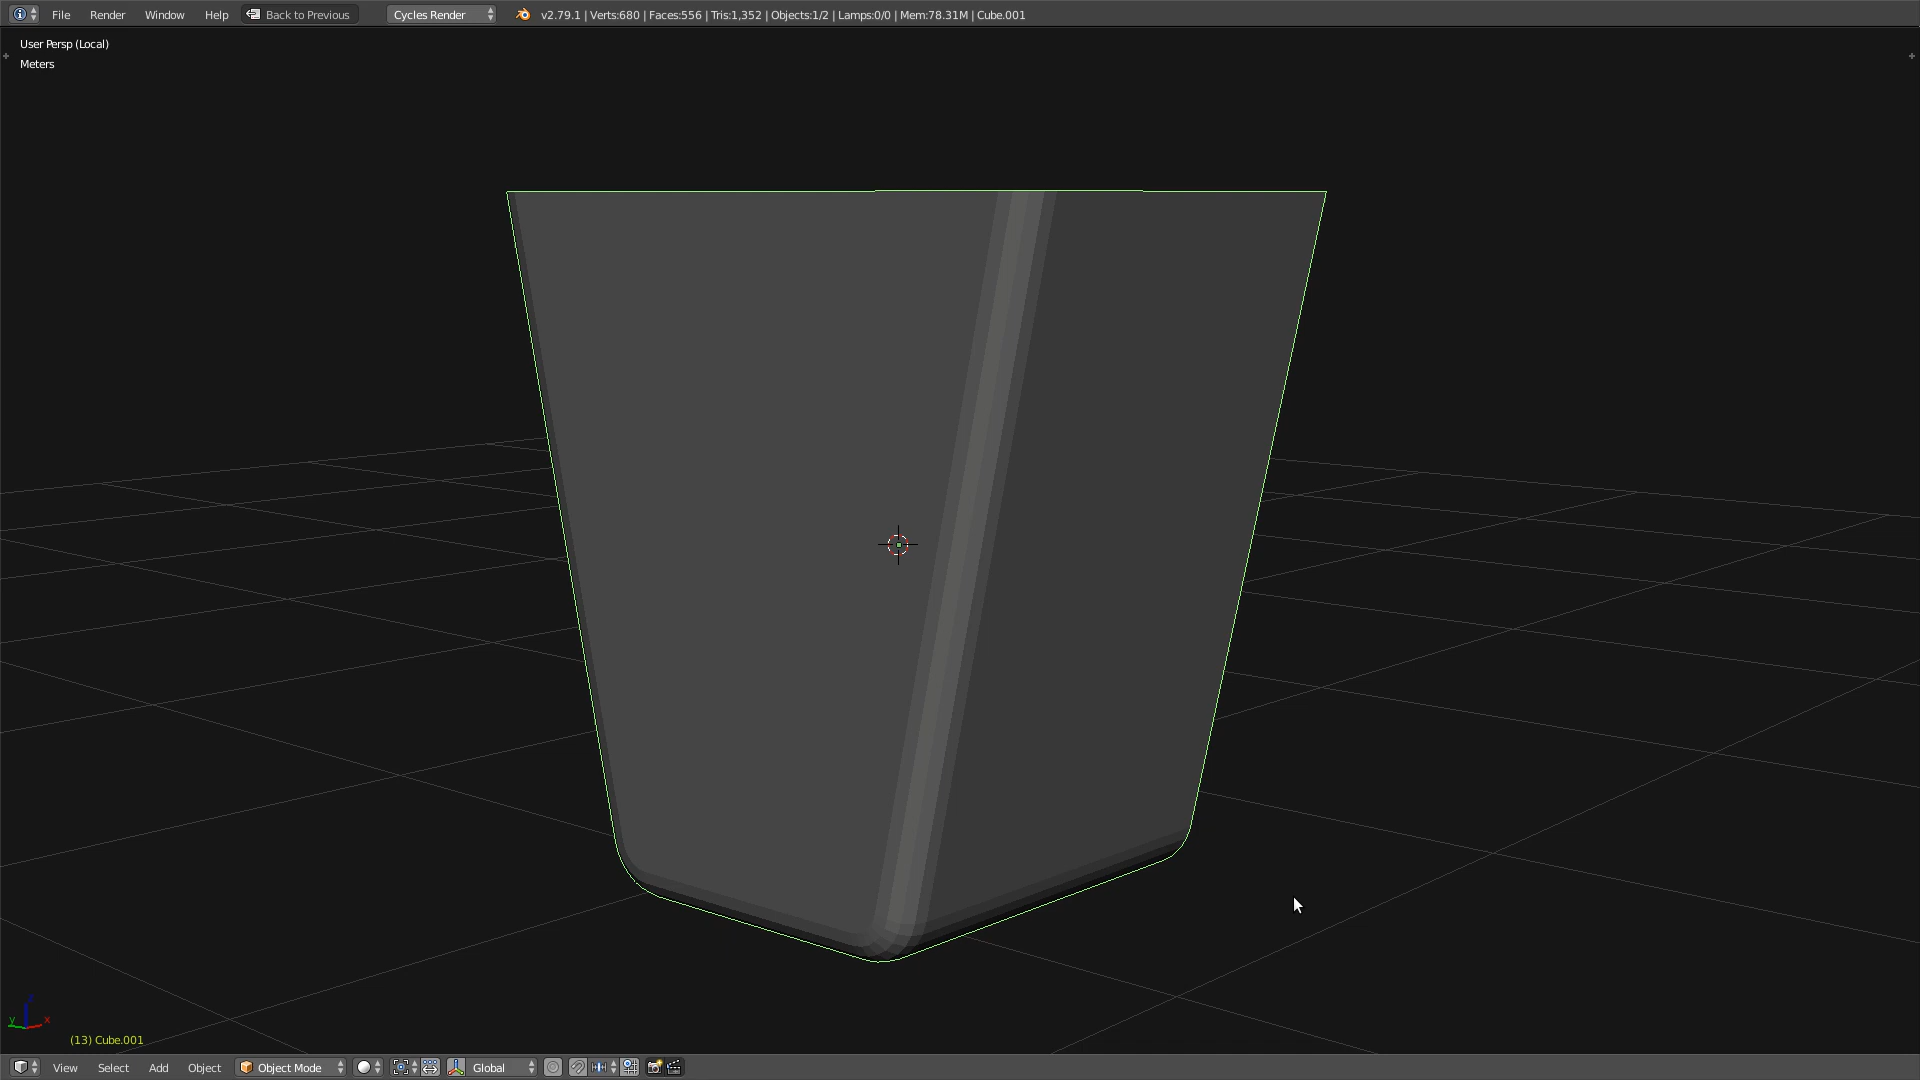 File Render Window Help Back to Previous Cycles Render v2.79.1 | Verts:680 | Faces:556 | Tris:1,352 | Objects:1/2 | Lamps:0/0 | Mem:78.31M | Cube.001
User Persp (Local)
Meters
z
y x
(13) Cube.001
View Select Add Object Object Mode Global